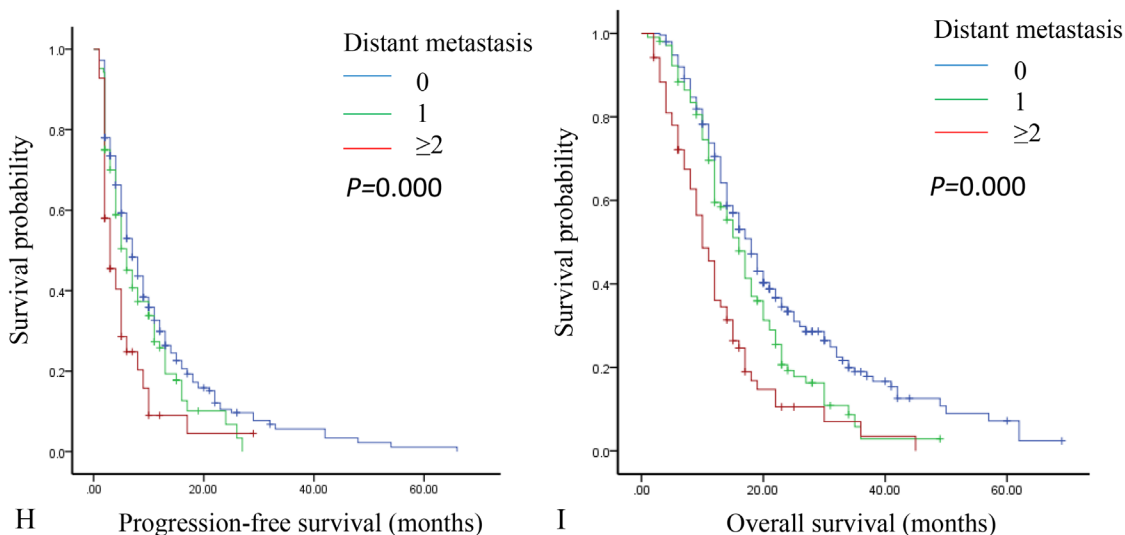 Distant metastasis
0
1
≥2
P=0.000
Survival probability
1.0
0.8
0.6
0.4
0.2
0.0
.00
20.00
40.00
60.00
H
Progression-free survival (months)
Distant metastasis
0
1
≥2
P=0.000
Survival probability
1.0
0.8
0.6
0.4
0.2
0.0
.00
20.00
40.00
60.00
I
Overall survival (months)